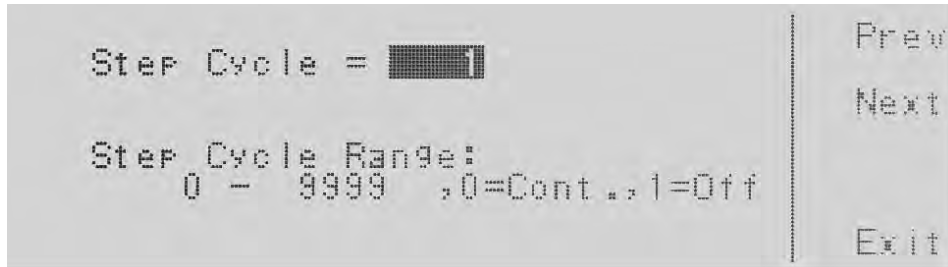 Step Cycle = 1
Step Cycle Range:
0 - 9999 ,0=Cont.,1=Off
Prev
Next
Exit